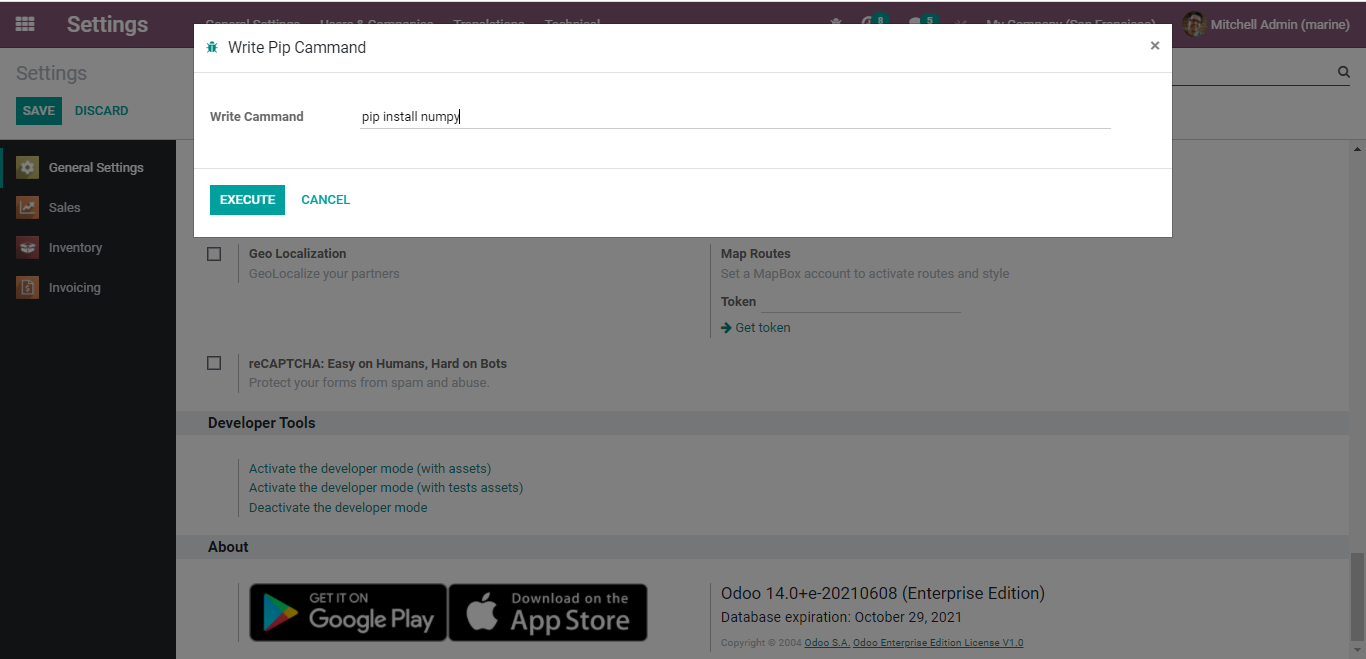 Settings
General Settings Users & Companies Translations Technical
8
5
My Company (San Francisco)
Mitchell Admin (marine)
Write Pip Cammand
×
Settings
SAVE DISCARD
Write Cammand
pip install numpy
EXECUTE CANCEL
General Settings
Sales
Inventory
Invoicing
Geo Localization
GeoLocalize your partners
Map Routes
Set a MapBox account to activate routes and style
Token
Get token
reCAPTCHA: Easy on Humans, Hard on Bots
Protect your forms from spam and abuse.
Developer Tools
Activate the developer mode (with assets)
Activate the developer mode (with tests assets)
Deactivate the developer mode
About
GET IT ON
Google Play
Download on the
App Store
Odoo 14.0+e-20210608 (Enterprise Edition)
Database expiration: October 29, 2021
Copyright © 2004 Odoo S.A. Odoo Enterprise Edition License V1.0